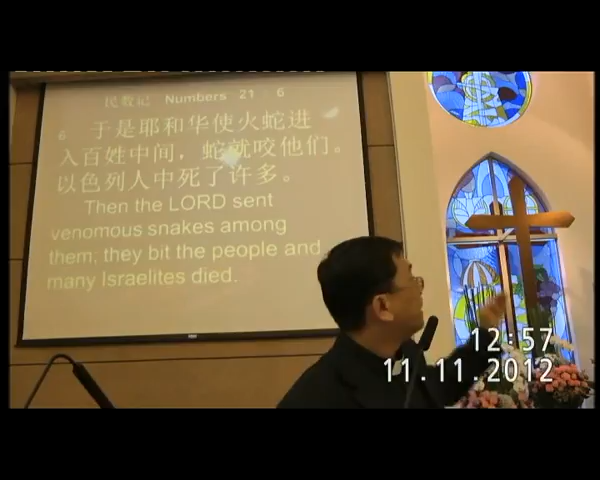 民数记 Numbers 21 6
6 于是耶和华使火蛇进
入百姓中间，蛇就咬他们。
以色列人中死了许多。
Then the LORD sent
venomous snakes among
them; they bit the people and
many Israelites died.
12:57
11.11.2012